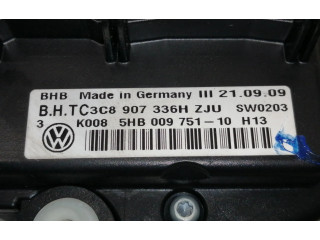 BHB Made in Germany III 21.09.09
B.H.TC3C8 907 336H ZJU SW0203
3 K008 5HB 009 751-10 H13